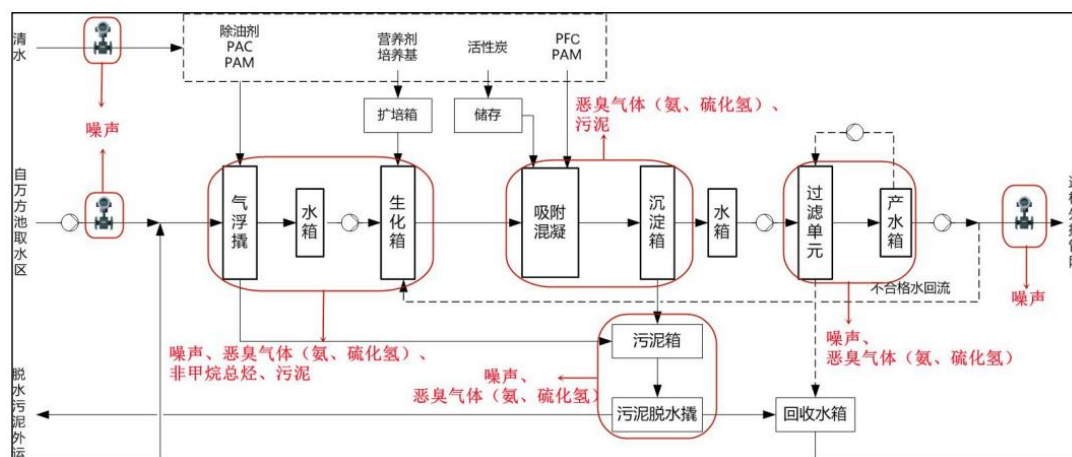 清水
除油剂
PAC
PAM
营养剂
培养基
活性炭
PFC
PAM
扩培箱
储存
恶臭气体（氨、硫化氢）、
污泥
噪声
自万方池取水区
气浮撬
水箱
生化箱
吸附
混凝
沉淀箱
水箱
过滤单元
产水箱
不合格水回流
噪声
噪声、恶臭气体（氨、硫化氢）、
非甲烷总烃、污泥
污泥箱
噪声、
恶臭气体（氨、硫化氢）
噪声、
恶臭气体（氨、硫化氢）
脱水污泥外运
污泥脱水撬
回收水箱